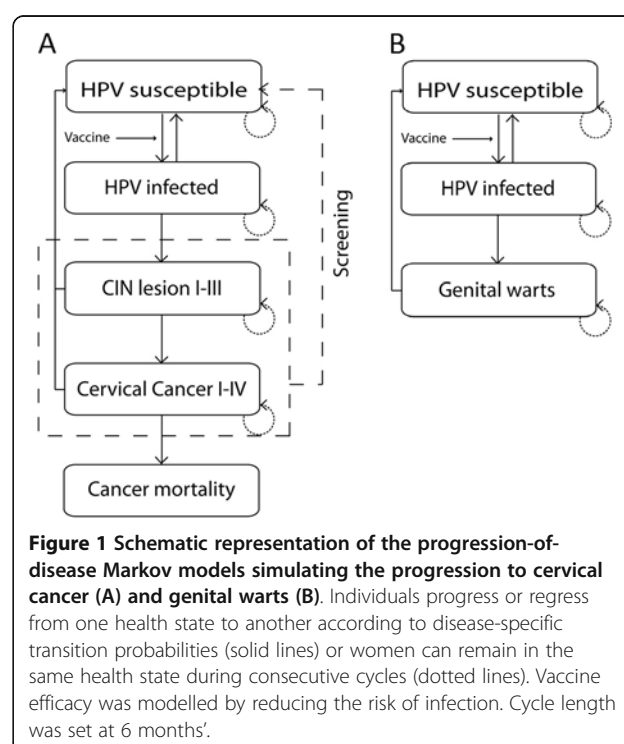 A
B
HPV susceptible
HPV susceptible
Vaccine
Vaccine
HPV infected
HPV infected
Screening
CIN lesion I-III
Genital warts
Cervical Cancer I-IV
Cancer mortality
Figure 1 Schematic representation of the progression-of-
disease Markov models simulating the progression to cervical
cancer (A) and genital warts (B). Individuals progress or regress
from one health state to another according to disease-specific
transition probabilities (solid lines) or women can remain in the
same health state during consecutive cycles (dotted lines). Vaccine
efficacy was modelled by reducing the risk of infection. Cycle length
was set at 6 months’.